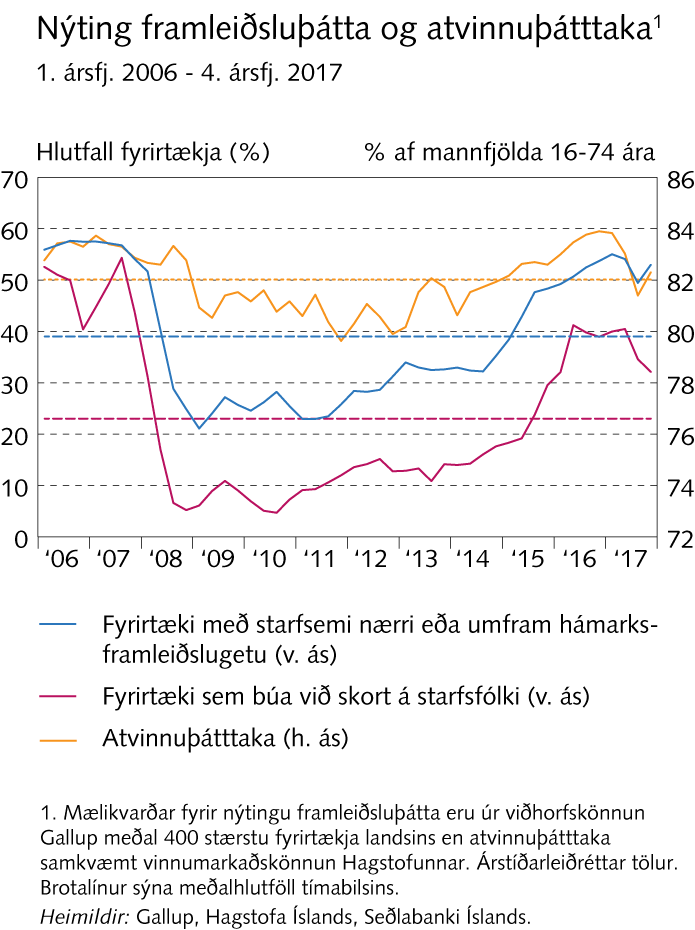 Nýting framleiðsluþátta og atvinnuþátttaka¹
1. ársfj. 2006 - 4. ársfj. 2017
Hlutfall fyrirtækja (%) % af mannfjölda 16-74 ára
70 86
60 84
50 82
40 80
30 78
20 76
10 74
0 72
‘06 ‘07 ‘08 ‘09 ‘10 ‘11 ‘12 ‘13 ‘14 ‘15 ‘16 ‘17
Fyrirtæki með starfsemi nærri eða umfram hámarks-
framleiðslugetu (v. ás)
Fyrirtæki sem búa við skort á starfsfólki (v. ás)
Atvinnuþátttaka (h. ás)
1. Mælikvarðar fyrir nýtingu framleiðsluþátta eru úr viðhorfskönnun
Gallup meðal 400 stærstu fyrirtækja landsins en atvinnuþátttaka
samkvæmt vinnumarkaðskönnun Hagstofunnar. Árstíðarleiðréttar tölur.
Brotalínur sýna meðalhlutföll tímabilsins.
Heimildir: Gallup, Hagstofa Íslands, Seðlabanki Íslands.